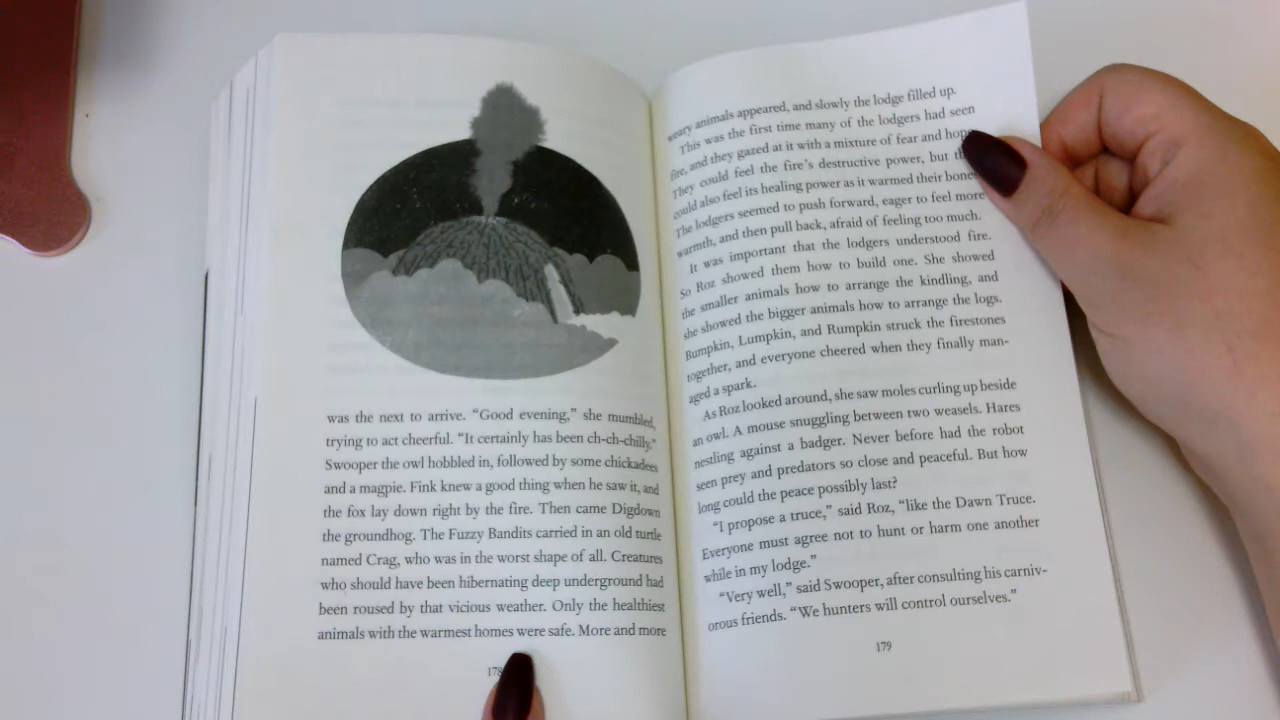 was the next to arrive. “Good evening,” she mumbled,
trying to act cheerful. “It certainly has been ch-ch-chilly.”
Swooper the owl hobbled in, followed by some chickadees
and a magpie. Fink knew a good thing when he saw it, and
the fox lay down right by the fire. Then came Digdown
the groundhog. The Fuzzy Bandits carried in an old turtle
named Crag, who was in the worst shape of all. Creatures
who should have been hibernating deep underground had
been roused by that vicious weather. Only the healthiest
animals with the warmest homes were safe. More and more
178
weary animals appeared, and slowly the lodge filled up.
This was the first time many of the lodgers had seen
fire, and they gazed at it with a mixture of fear and hope.
They could feel the fire’s destructive power, but
could also feel its healing power as it warmed their bones.
The lodgers seemed to push forward, eager to feel more
warmth, and then pull back, afraid of feeling too much.
It was important that the lodgers understood fire.
So Roz showed them how to build one. She showed
the smaller animals how to arrange the kindling, and
she showed the bigger animals how to arrange the logs.
Bumpkin, Lumpkin, and Rumpkin struck the firestones
together, and everyone cheered when they finally man-
aged a spark.
As Roz looked around, she saw moles curling up beside
an owl. A mouse snuggling between two weasels. Hares
nestling against a badger. Never before had the robot
seen prey and predators so close and peaceful. But how
long could the peace possibly last?
“I propose a truce,” said Roz, “like the Dawn Truce.
Everyone must agree not to hunt or harm one another
while in my lodge.”
“Very well,” said Swooper, after consulting his carniv-
orous friends. “We hunters will control ourselves.”
179